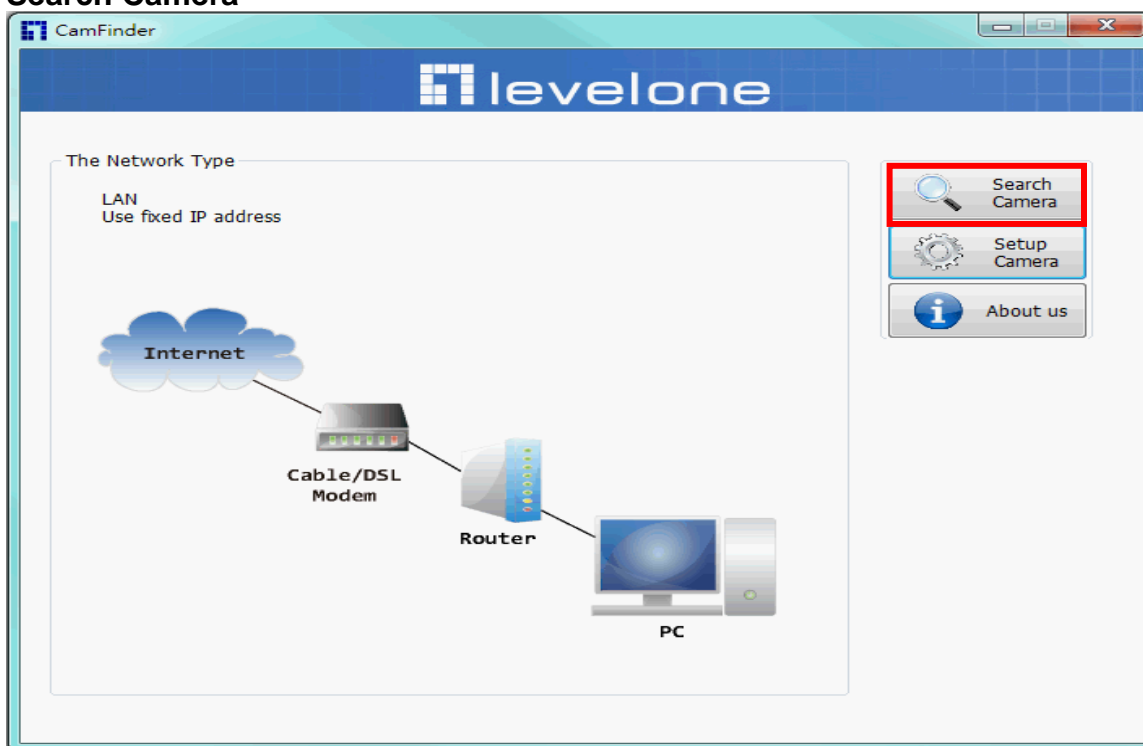 Search Camera
CamFinder
levelone
The Network Type
LAN
Use fixed IP address
Search
Camera
Setup
Camera
About us
Internet
Cable/DSL
Modem
Router
PC